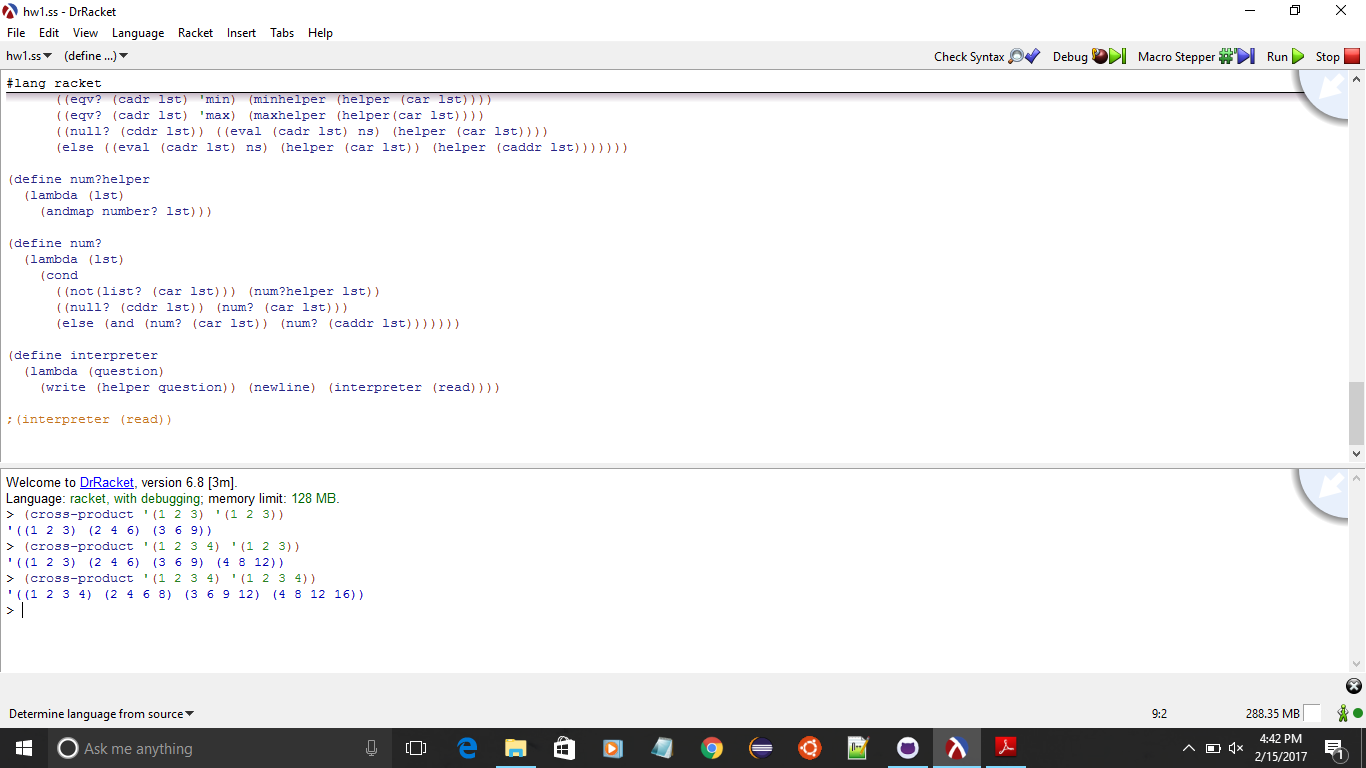 hw1.ss - DrRacket
File Edit View Language Racket Insert Tabs Help
hw1.ss (define ...) Check Syntax Debug Macro Stepper Run Stop
#lang racket
((eqv? (cadr lst) 'min) (minhelper (helper (car lst))))
((eqv? (cadr lst) 'max) (maxhelper (helper(car lst))))
((null? (cddr lst)) ((eval (cadr lst) ns) (helper (car lst))))
(else ((eval (cadr lst) ns) (helper (car lst)) (helper (caddr lst)))))))
(define num?helper
(lambda (lst)
(andmap number? lst)))
(define num?
(lambda (lst)
(cond
((not(list? (car lst))) (num?helper lst))
((null? (cddr lst)) (num? (car lst)))
(else (and (num? (car lst)) (num? (caddr lst)))))))
(define interpreter
(lambda (question)
(write (helper question)) (newline) (interpreter (read))))
;(interpreter (read))
Welcome to DrRacket, version 6.8 [3m].
Language: racket, with debugging; memory limit: 128 MB.
> (cross-product '(1 2 3) '(1 2 3))
'((1 2 3) (2 4 6) (3 6 9))
> (cross-product '(1 2 3 4) '(1 2 3))
'((1 2 3) (2 4 6) (3 6 9) (4 8 12))
> (cross-product '(1 2 3 4) '(1 2 3 4))
'((1 2 3 4) (2 4 6 8) (3 6 9 12) (4 8 12 16))
>
Determine language from source 9:2 288.35 MB
Ask me anything
4:42 PM
2/15/2017
1